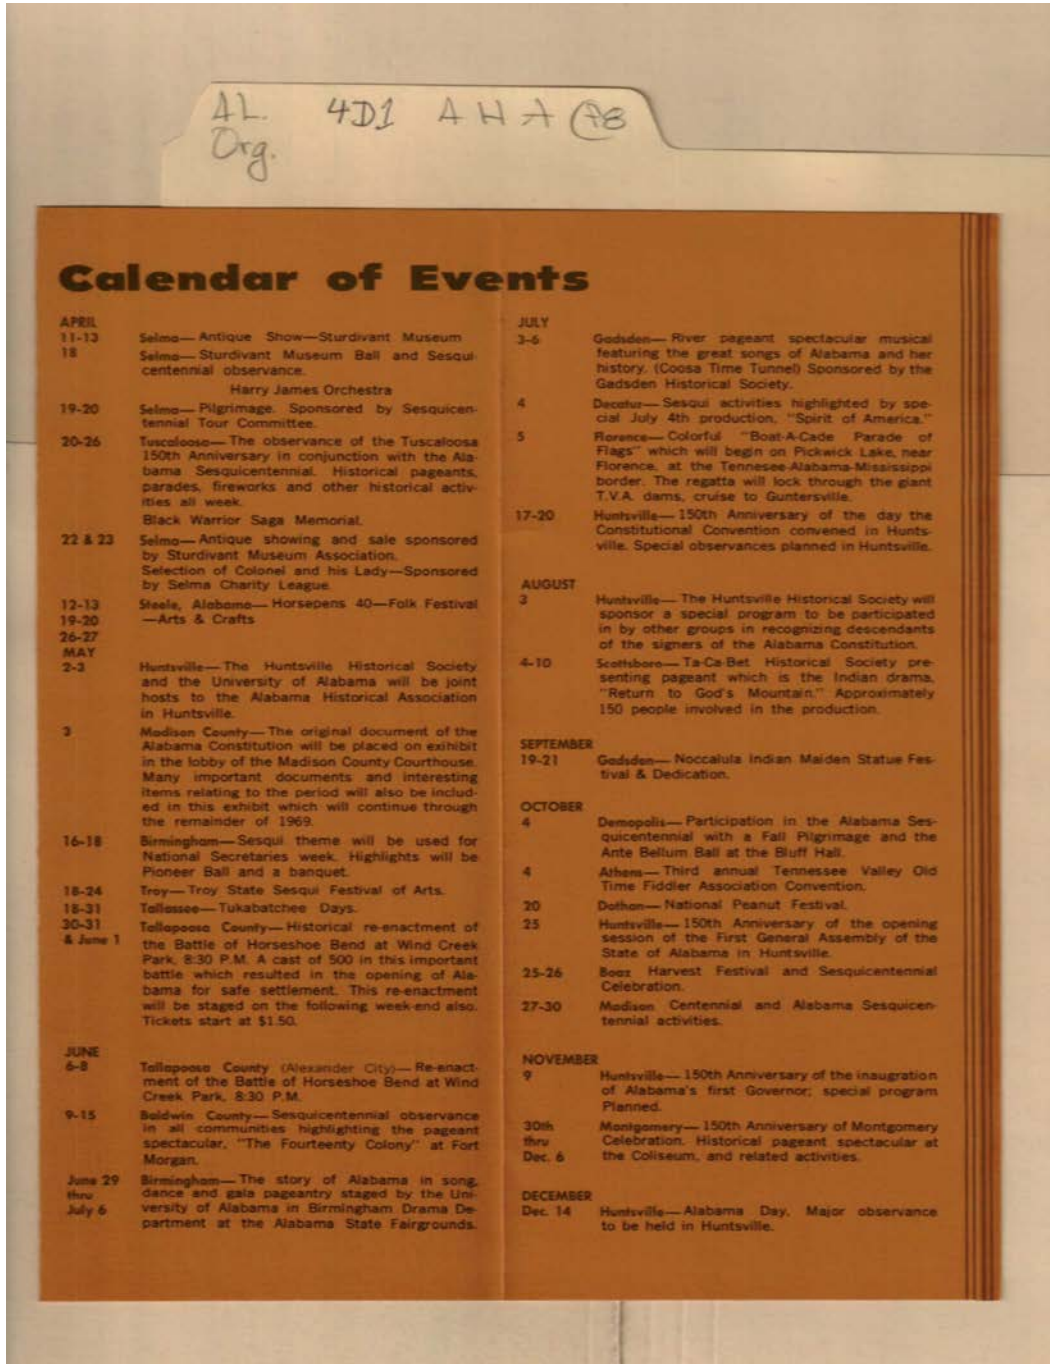 AL. 4D1 A H A
Org.
Calendar of Events
APRIL
11-13 Selma—Antique Show—Sturdivant Museum
18 Selma—Sturdivant Museum Ball and Sesqui-
centennial observance.
Harry James Orchestra
19-20 Selma—Pilgrimage. Sponsored by Sesquicen-
tennial Tour Committee.
20-26 Tuscaloosa—The observance of the Tuscaloosa
150th Anniversary in conjunction with the Ala-
bama Sesquicentennial. Historical pageants,
parades, fireworks and other historical activ-
ities all week.
Black Warrior Saga Memorial.
22 & 23 Selma—Antique showing and sale sponsored
by Sturdivant Museum Association.
Selection of Colonel and his Lady—Sponsored
by Selma Charity League.
12-13 Steele, Alabama—Horsepens 40—Folk Festival
19-20 —Arts & Crafts
26-27
MAY
2-3 Huntsville—The Huntsville Historical Society
and the University of Alabama will be joint
hosts to the Alabama Historical Association
in Huntsville.
3 Madison County—The original document of the
Alabama Constitution will be placed on exhibit
in the lobby of the Madison County Courthouse.
Many important documents and interesting
items relating to the period will also be includ-
ed in this exhibit which will continue through
the remainder of 1969.
16-18 Birmingham—Sesqui theme will be used for
National Secretaries week. Highlights will be
Pioneer Ball and a banquet.
18-24 Troy—Troy State Sesqui Festival of Arts.
18-31 Tallassee—Tukabatchee Days.
30-31 Tallapoosa County—Historical re-enactment of
& June 1 the Battle of Horseshoe Bend at Wind Creek
Park, 8:30 P.M. A cast of 500 in this important
battle which resulted in the opening of Ala-
bama for safe settlement. This re-enactment
will be staged on the following week-end also.
Tickets start at $1.50.
JUNE
6-8 Tallapoosa County (Alexander City)—Re-enact-
ment of the Battle of Horseshoe Bend at Wind
Creek Park, 8:30 P.M.
9-15 Baldwin County—Sesquicentennial observance
in all communities highlighting the pageant
spectacular, "The Fourteenty Colony" at Fort
Morgan.
June 29 Birmingham—The story of Alabama in song,
thru dance and gala pageantry staged by the Uni-
July 6 versity of Alabama in Birmingham Drama De-
partment at the Alabama State Fairgrounds.
JULY
3-6 Gadsden—River pageant spectacular musical
featuring the great songs of Alabama and her
history. (Coosa Time Tunnel) Sponsored by the
Gadsden Historical Society.
4 Decatur—Sesqui activities highlighted by spe-
cial July 4th production, "Spirit of America."
5 Florence—Colorful "Boat-A-Cade Parade of
Flags" which will begin on Pickwick Lake, near
Florence, at the Tennesee-Alabama-Mississippi
border. The regatta will lock through the giant
T.V.A. dams, cruise to Guntersville.
17-20 Huntsville—150th Anniversary of the day the
Constitutional Convention convened in Hunts-
ville. Special observances planned in Huntsville.
AUGUST
3 Huntsville—The Huntsville Historical Society will
sponsor a special program to be participated
in by other groups in recognizing descendants
of the signers of the Alabama Constitution.
4-10 Scottsboro—Ta-Ca-Bet Historical Society pre-
senting pageant which is the Indian drama,
"Return to God's Mountain." Approximately
150 people involved in the production.
SEPTEMBER
19-21 Gadsden—Noccalula Indian Maiden Statue Fes-
tival & Dedication.
OCTOBER
4 Demopolis—Participation in the Alabama Ses-
quicentennial with a Fall Pilgrimage and the
Ante Bellum Ball at the Bluff Hall.
4 Athens—Third annual Tennessee Valley Old
Time Fiddler Association Convention.
20 Dothan—National Peanut Festival.
25 Huntsville—150th Anniversary of the opening
session of the First General Assembly of the
State of Alabama in Huntsville.
25-26 Boaz Harvest Festival and Sesquicentennial
Celebration.
27-30 Madison Centennial and Alabama Sesquicen-
tennial activities.
NOVEMBER
9 Huntsville—150th Anniversary of the inauguration
of Alabama's first Governor; special program
Planned.
30th Montgomery—150th Anniversary of Montgomery
thru Celebration. Historical pageant spectacular at
Dec. 6 the Coliseum, and related activities.
DECEMBER
Dec. 14 Huntsville—Alabama Day. Major observance
to be held in Huntsville.